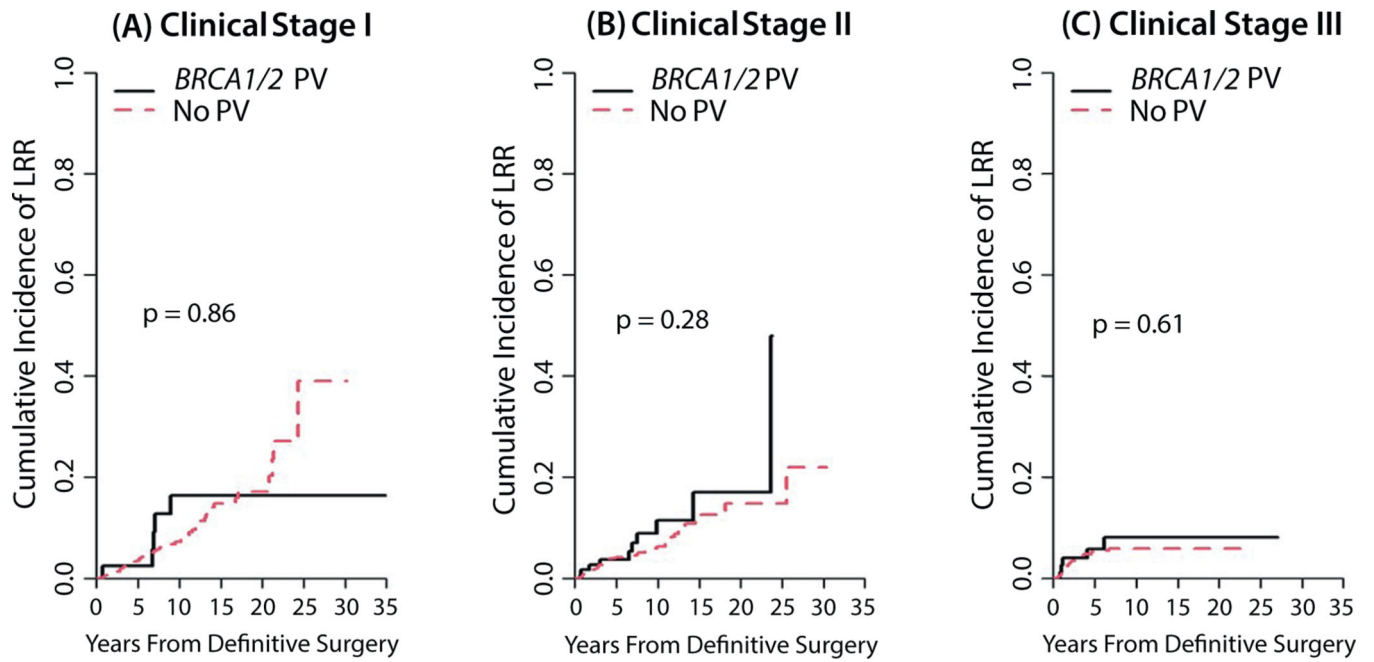 (A) Clinical Stage I
BRCA1/2 PV
No PV
Cumulative Incidence of LRR
1.0
0.8
0.6
0.4
0.2
0.0
p = 0.86
0 5 10 15 20 25 30 35
Years From Definitive Surgery
(B) Clinical Stage II
BRCA1/2 PV
No PV
Cumulative Incidence of LRR
1.0
0.8
0.6
0.4
0.2
0.0
p = 0.28
0 5 10 15 20 25 30 35
Years From Definitive Surgery
(C) Clinical Stage III
BRCA1/2 PV
No PV
Cumulative Incidence of LRR
1.0
0.8
0.6
0.4
0.2
0.0
p = 0.61
0 5 10 15 20 25 30 35
Years From Definitive Surgery